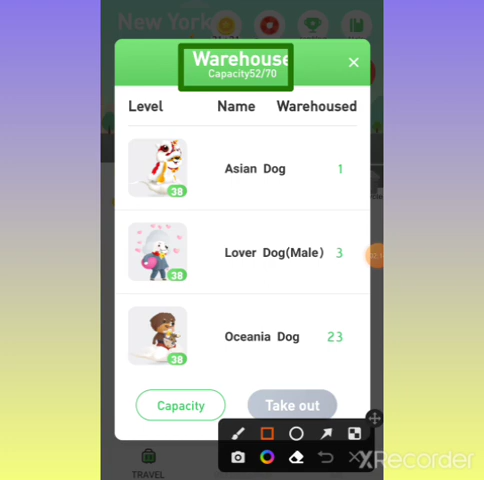 New York
Warehouse
Capacity52/70
Level Name Warehoused
Asian Dog 1
38
Lover Dog(Male) 3
38
Oceania Dog 23
38
Capacity Take out
TRAVEL
XRecorder